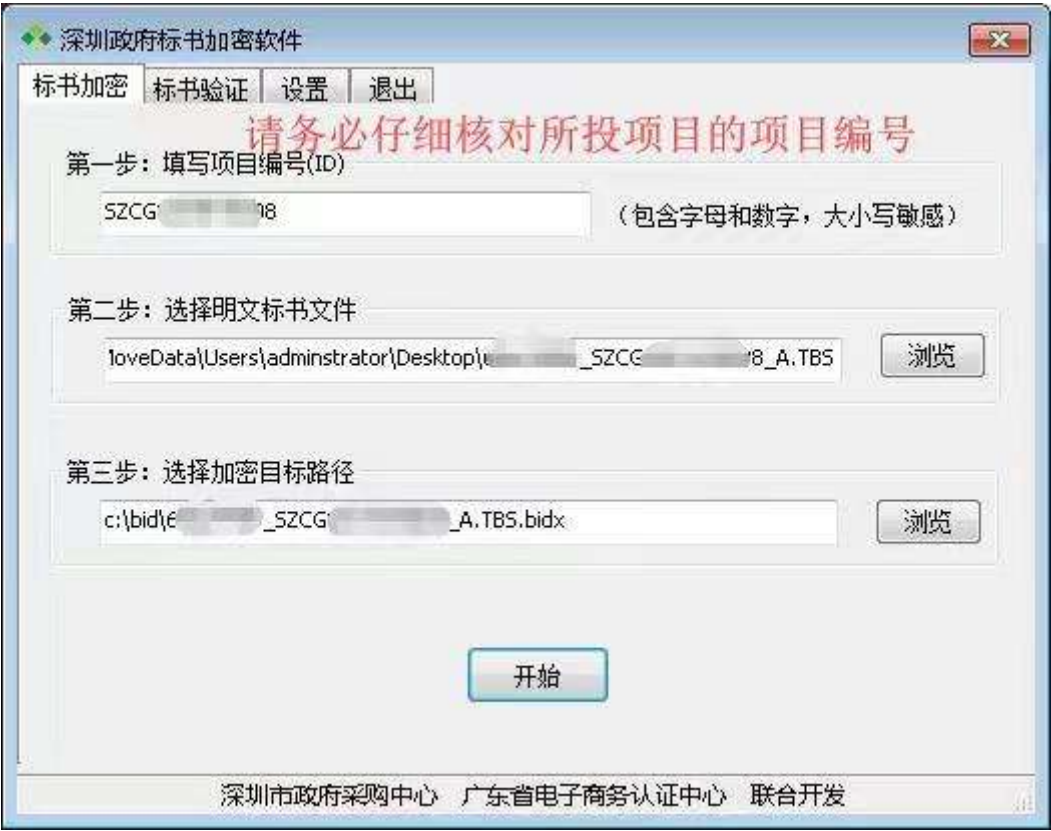 深圳政府标书加密软件
标书加密 标书验证 设置 退出
请务必仔细核对所投项目的项目编号
第一步：填写项目编号(ID)
SZCG 08 （包含字母和数字，大小写敏感）
第二步：选择明文标书文件
loveData\Users\adminstrator\Desktop\ _SZCG 8_A.TBS 浏览
第三步：选择加密目标路径
c:\bid\6 _SZCG _A.TBS.bidx 浏览
开始
深圳市政府采购中心 广东省电子商务认证中心 联合开发